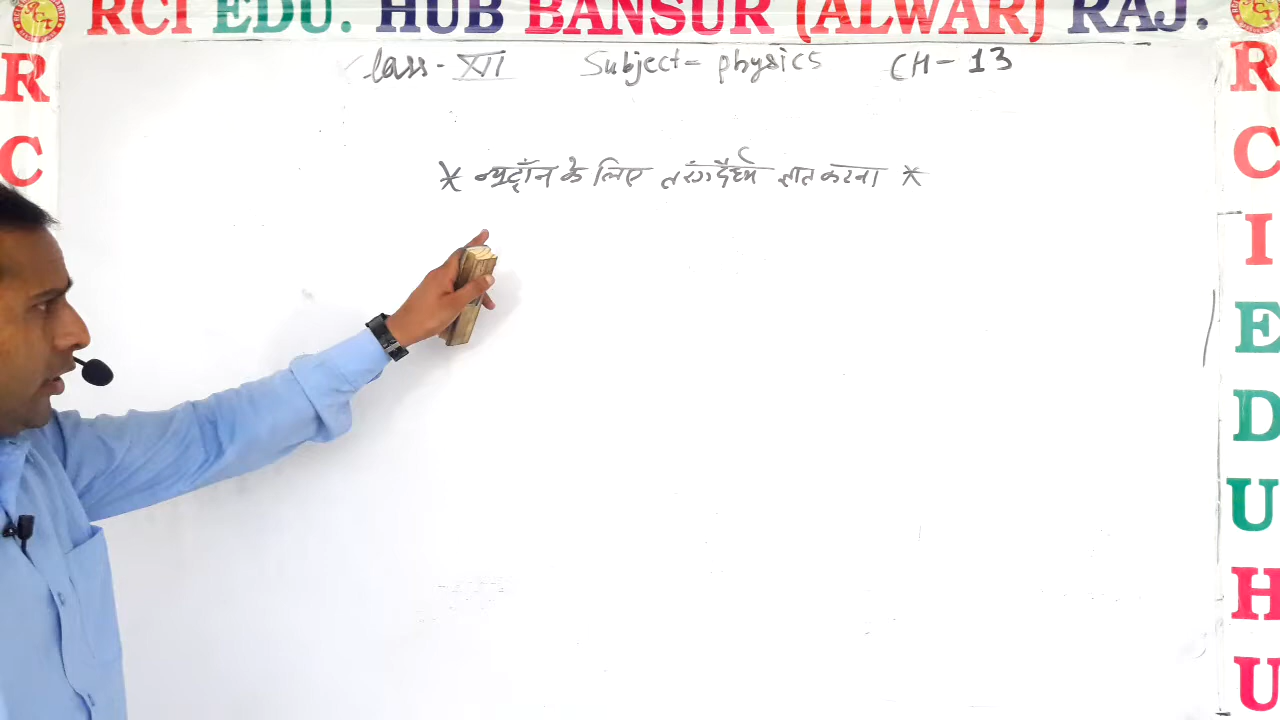 RCI EDU. HUB BANSUR (ALWAR) RAJ.
Class - XII Subject = physics CH - 13
* न्यूट्रॉन के लिए तरंगदैर्ध्य ज्ञात करना *
R
C
R
C
I
E
D
U
H
U